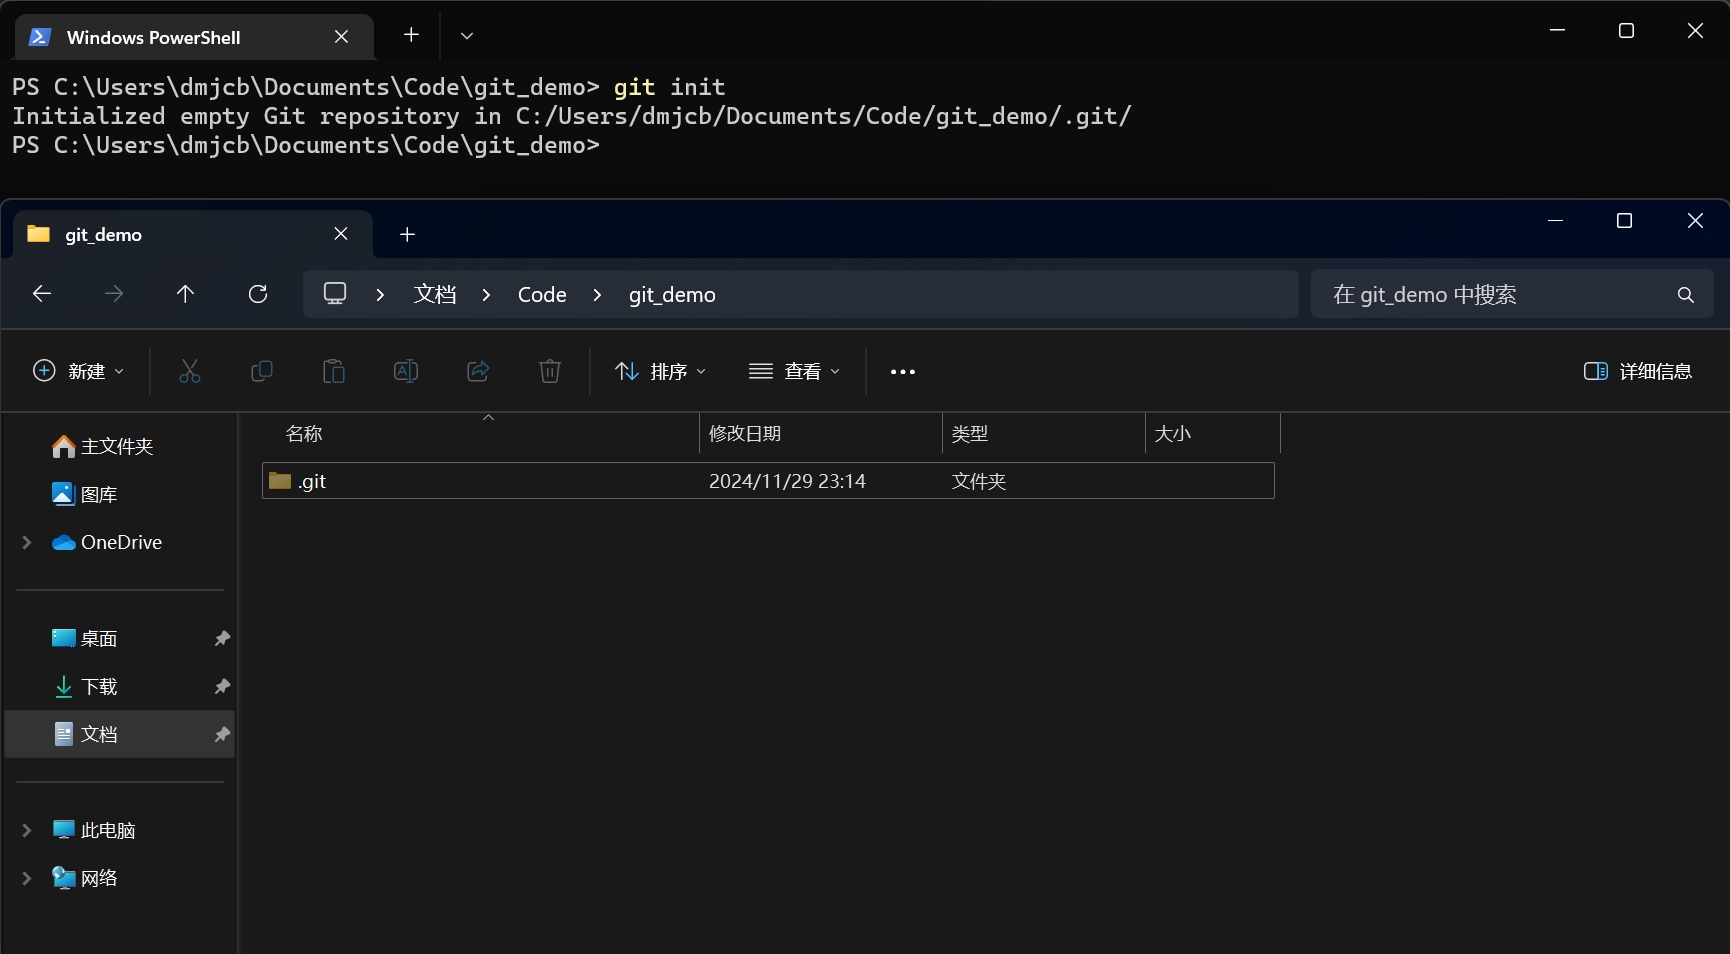 Windows PowerShell
PS C:\Users\dmjcb\Documents\Code\git_demo> git init
Initialized empty Git repository in C:/Users/dmjcb/Documents/Code/git_demo/.git/
PS C:\Users\dmjcb\Documents\Code\git_demo>
git_demo
文档 Code git_demo
在 git_demo 中搜索
新建 排序 查看 详细信息
名称 修改日期 类型 大小
.git 2024/11/29 23:14 文件夹
主文件夹
图库
OneDrive
桌面
下载
文档
此电脑
网络